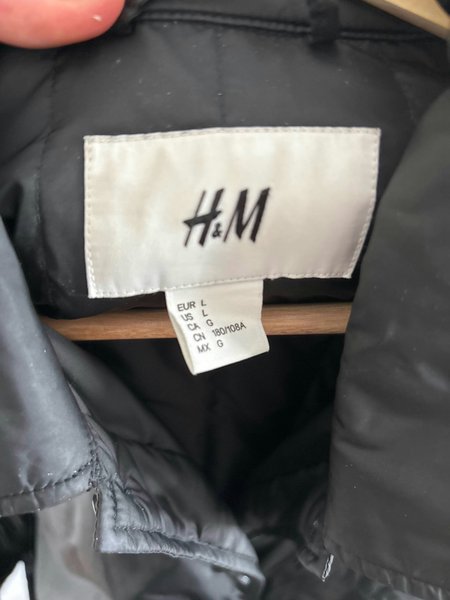 H&M
EUR L
US L
CA G
CN 180/108A
MX G